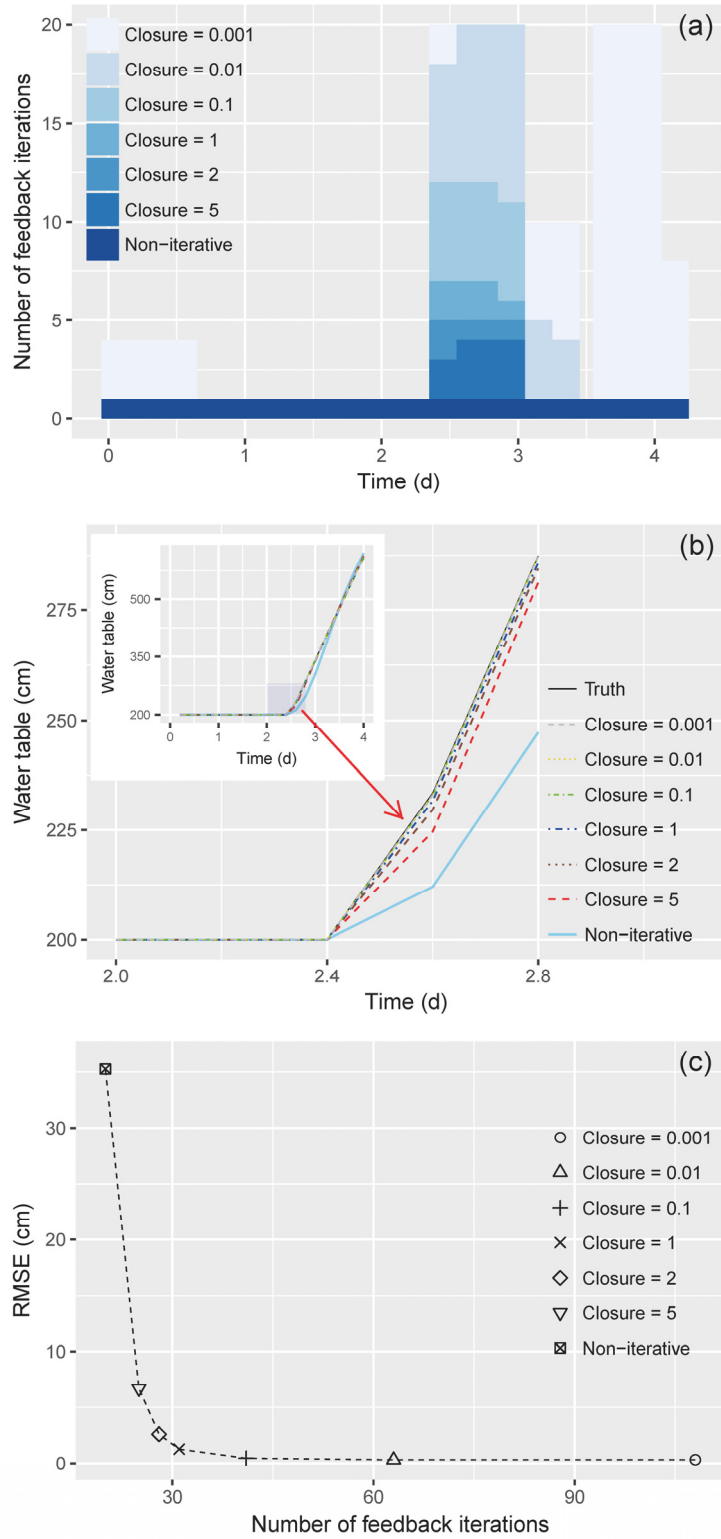 (a)
20
15
10
5
0
Number of feedback iterations
Closure = 0.001
Closure = 0.01
Closure = 0.1
Closure = 1
Closure = 2
Closure = 5
Non-iterative
0 1 2 3 4
Time (d)
(b)
275
250
225
200
Water table (cm)
500
350
200
Water table (cm)
0 1 2 3 4
Time (d)
Truth
Closure = 0.001
Closure = 0.01
Closure = 0.1
Closure = 1
Closure = 2
Closure = 5
Non-iterative
2.0 2.4 2.8
Time (d)
(c)
30
20
10
0
RMSE (cm)
Closure = 0.001
Closure = 0.01
Closure = 0.1
Closure = 1
Closure = 2
Closure = 5
Non-iterative
30 60 90
Number of feedback iterations